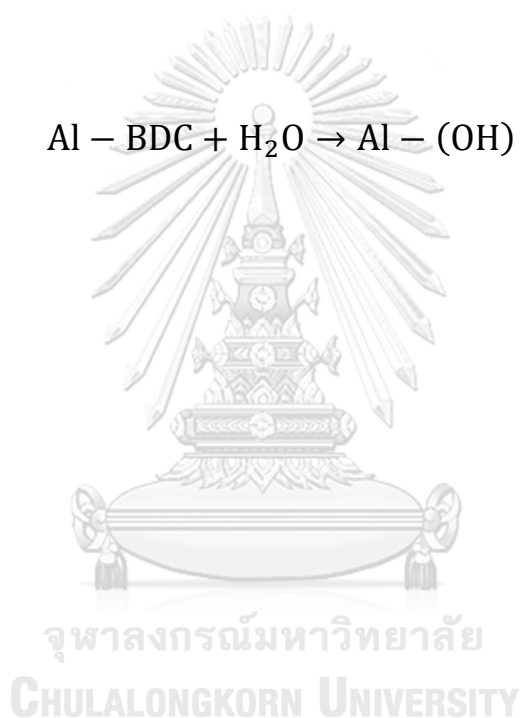 Al − BDC + H₂O → Al − (OH)
จุฬาลงกรณ์มหาวิทยาลัย
CHULALONGKORN UNIVERSITY